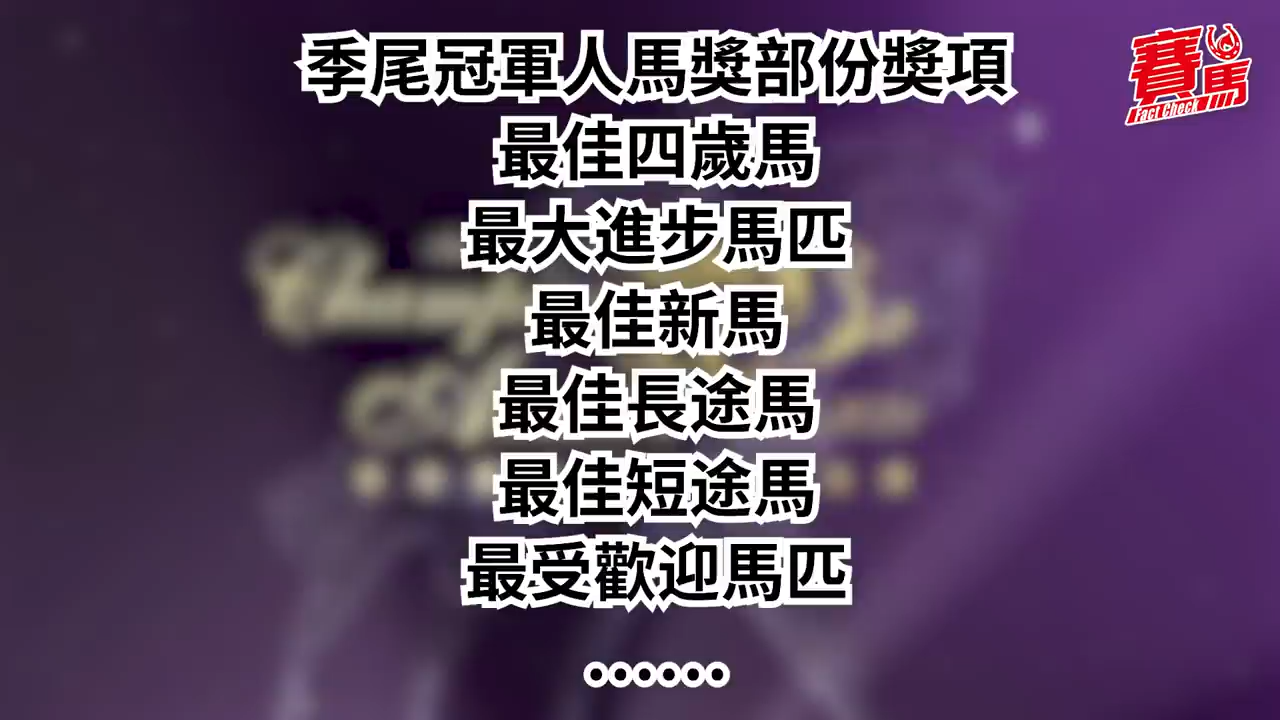 季尾冠軍人馬獎部份獎項
最佳四歲馬
最大進步馬匹
最佳新馬
最佳長途馬
最佳短途馬
最受歡迎馬匹
。。。。。。
賽馬
Fact Check